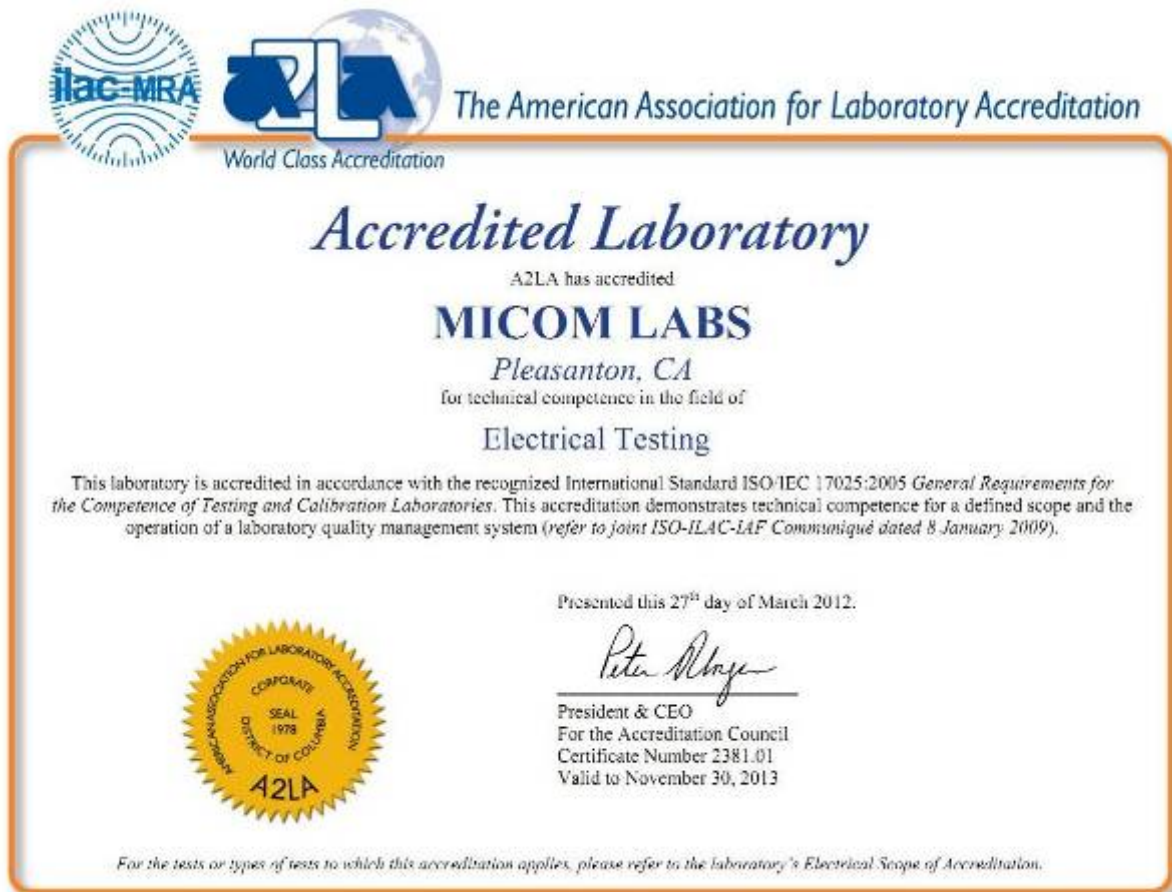 ilac-MRA
A2LA
The American Association for Laboratory Accreditation
World Class Accreditation
Accredited Laboratory
A2LA has accredited
MICOM LABS
Pleasanton, CA
for technical competence in the field of
Electrical Testing
This laboratory is accredited in accordance with the recognized International Standard ISO/IEC 17025:2005 General Requirements for
the Competence of Testing and Calibration Laboratories. This accreditation demonstrates technical competence for a defined scope and the
operation of a laboratory quality management system (refer to joint ISO-ILAC-IAF Communiqué dated 8 January 2009).
Presented this 27th day of March 2012.
Peter
President & CEO
For the Accreditation Council
Certificate Number 2381.01
Valid to November 30, 2013
AMERICAN ASSOCIATION FOR LABORATORY ACCREDITATION
CORPORATE
SEAL
1978
DISTRICT OF COLUMBIA
A2LA
For the tests or types of tests to which this accreditation applies, please refer to the laboratory's Electrical Scope of Accreditation.